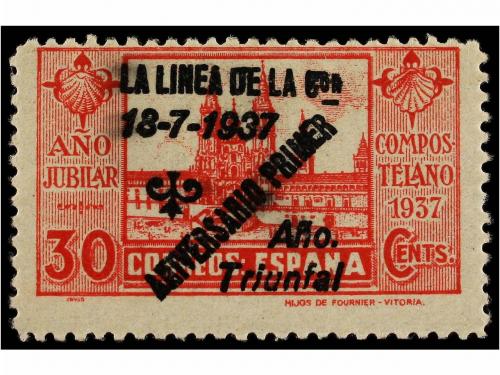 LA LINEA DE LA Con
18-7-1937
ANIVERSARIO PRIMER
Año.
Triunfal
AÑO
JUBILAR
COMPOS-
TELANO
1937
30
CORREOS·ESPAÑA
CENTS.
HIJOS DE FOURNIER - VITORIA.